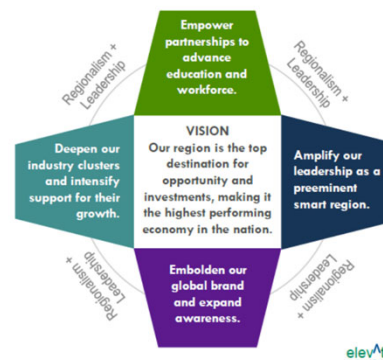 Empower
partnerships to
advance
education and
workforce.
Regionalism +
Leadership
Regionalism +
Leadership
Deepen our
industry clusters
and intensify
support for their
growth.
VISION
Our region is the top
destination for
opportunity and
investments, making it
the highest performing
economy in the nation.
Amplify our
leadership as a
preeminent
smart region.
Regionalism +
Leadership
Regionalism +
Leadership
Embolden our
global brand
and expand
awareness.